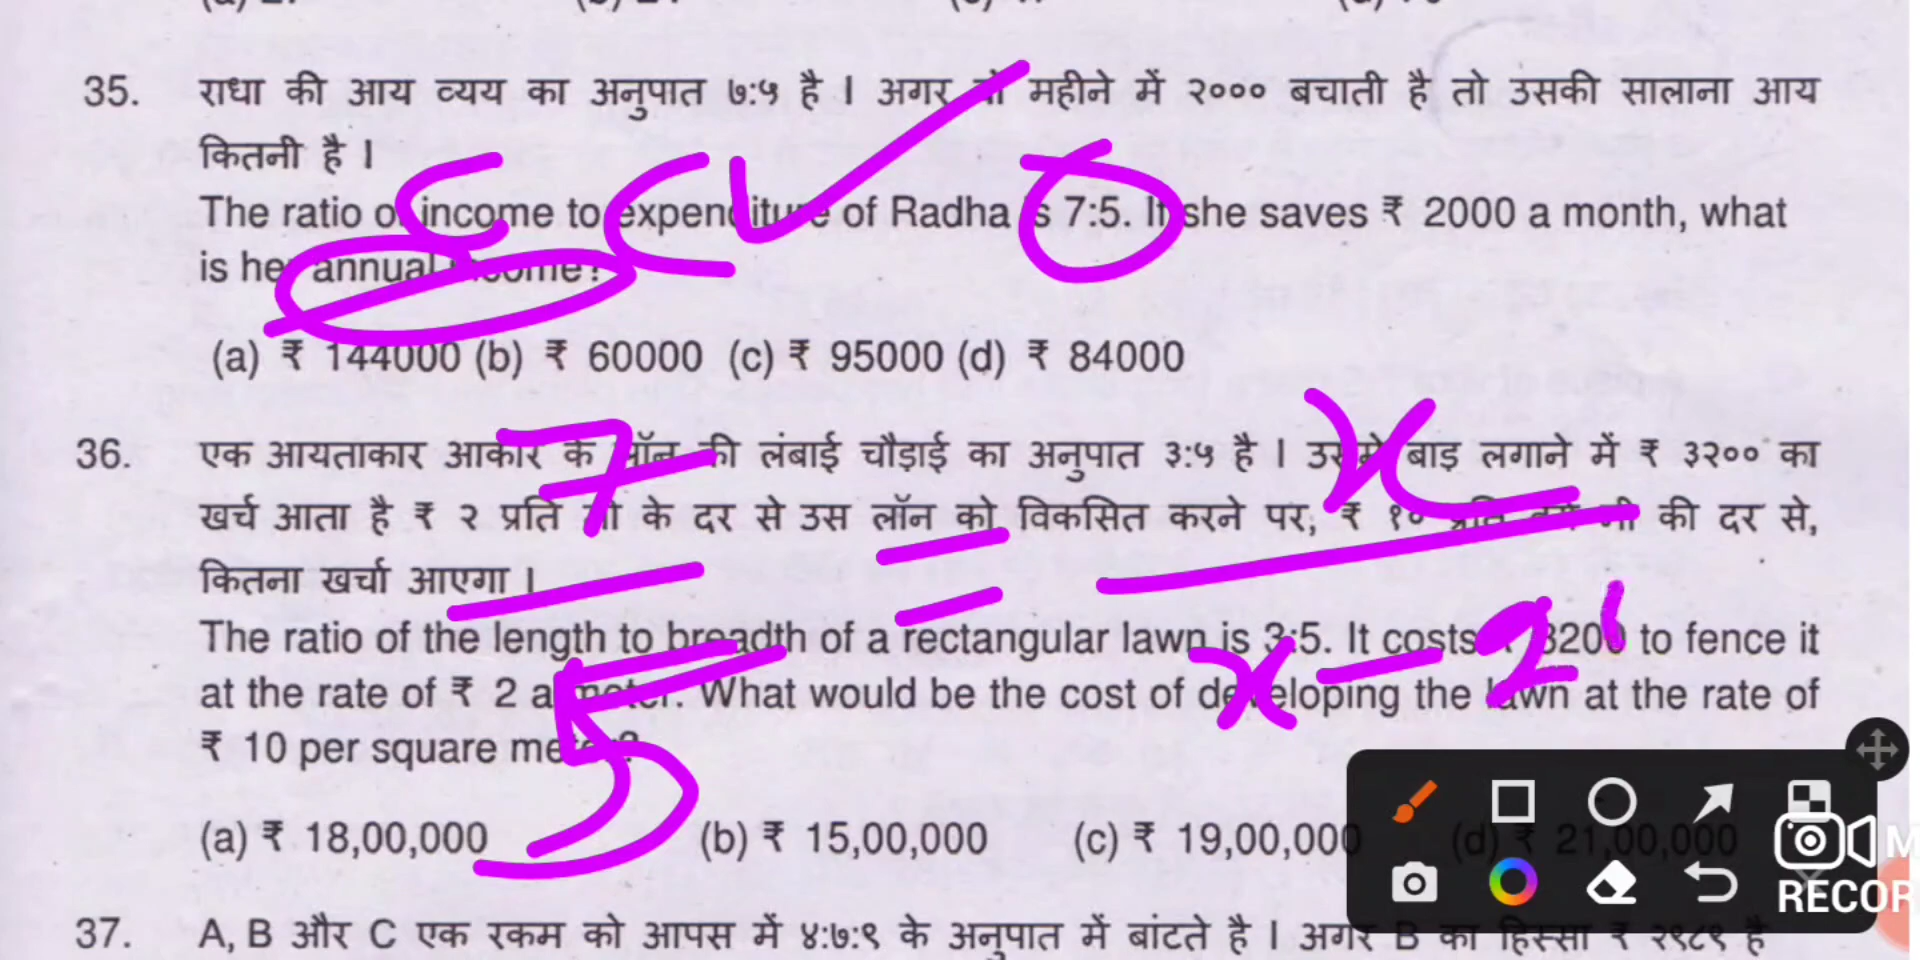 35. राधा की आय व्यय का अनुपात ७:५ है । अगर महीने में २००० बचाती है तो उसकी सालाना आय
कितनी है ।
The ratio of income to expenditure of Radha is 7:5. If she saves ₹ 2000 a month, what
is her annual income?
(a) ₹ 144000 (b) ₹ 60000 (c) ₹ 95000 (d) ₹ 84000
36. एक आयताकार आकार के लॉन की लंबाई चौड़ाई का अनुपात ३:५ है । उसमे बाड़ लगाने में ₹ ३२०० का
खर्च आता है ₹ २ प्रति मी के दर से उस लॉन को विकसित करने पर, ₹ १० प्रति वर्ग मी की दर से,
कितना खर्चा आएगा ।
The ratio of the length to breadth of a rectangular lawn is 3:5. It costs ₹ 3200 to fence it
at the rate of ₹ 2 a meter. What would be the cost of developing the lawn at the rate of
₹ 10 per square meter?
(a) ₹ 18,00,000 (b) ₹ 15,00,000 (c) ₹ 19,00,000 (d) ₹ 21,00,000
37. A, B और C एक रकम को आपस में ४:७:९ के अनुपात में बांटते है । अगर B का हिस्सा ₹ २९८९ है
7
=
x
5
x - 2
RECOR